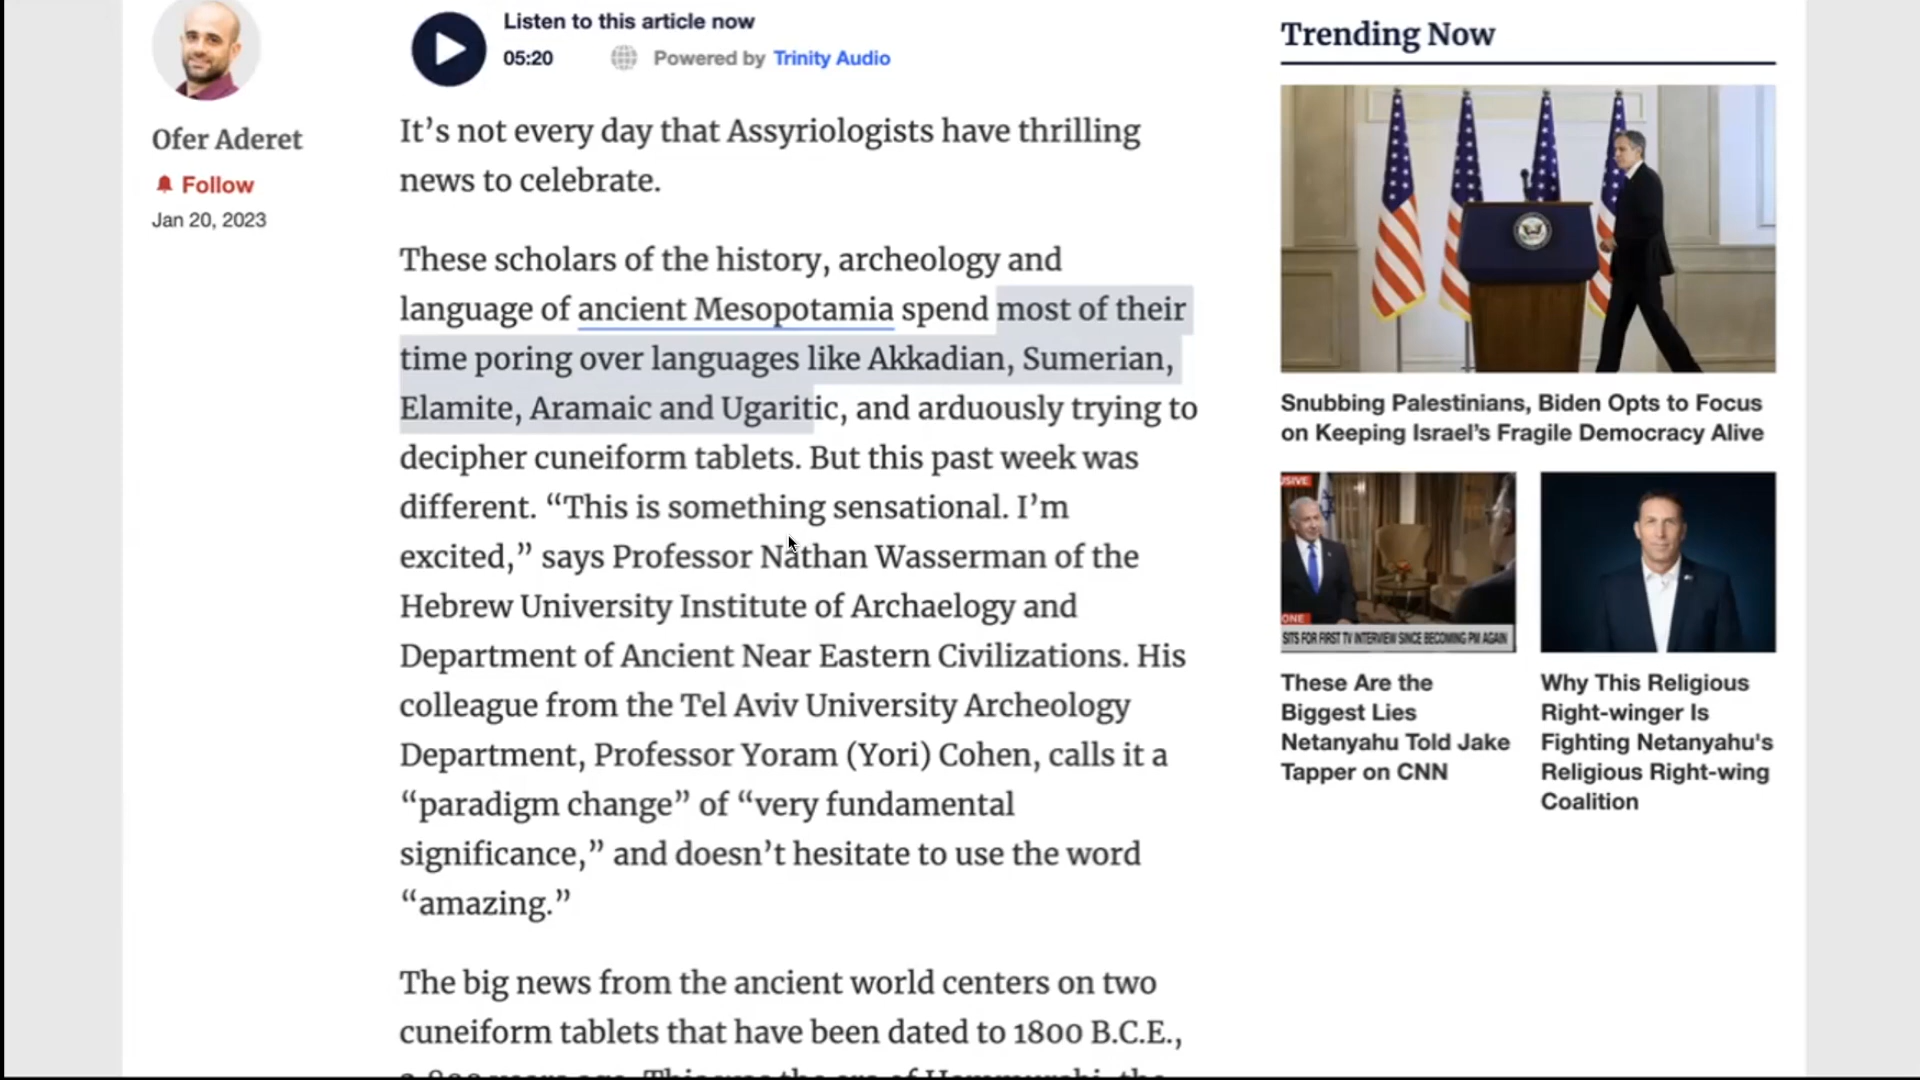 Listen to this article now
05:20
Powered by Trinity Audio
Ofer Aderet
Follow
Jan 20, 2023
It’s not every day that Assyriologists have thrilling
news to celebrate.
These scholars of the history, archeology and
language of ancient Mesopotamia spend most of their
time poring over languages like Akkadian, Sumerian,
Elamite, Aramaic and Ugaritic, and arduously trying to
decipher cuneiform tablets. But this past week was
different. “This is something sensational. I’m
excited,” says Professor Nathan Wasserman of the
Hebrew University Institute of Archaelogy and
Department of Ancient Near Eastern Civilizations. His
colleague from the Tel Aviv University Archeology
Department, Professor Yoram (Yori) Cohen, calls it a
“paradigm change” of “very fundamental
significance,” and doesn’t hesitate to use the word
“amazing.”
The big news from the ancient world centers on two
cuneiform tablets that have been dated to 1800 B.C.E.,
Trending Now
Snubbing Palestinians, Biden Opts to Focus
on Keeping Israel’s Fragile Democracy Alive
SITS FOR FIRST TV INTERVIEW SINCE BECOMING PM AGAIN
These Are the
Biggest Lies
Netanyahu Told Jake
Tapper on CNN
Why This Religious
Right-winger Is
Fighting Netanyahu's
Religious Right-wing
Coalition